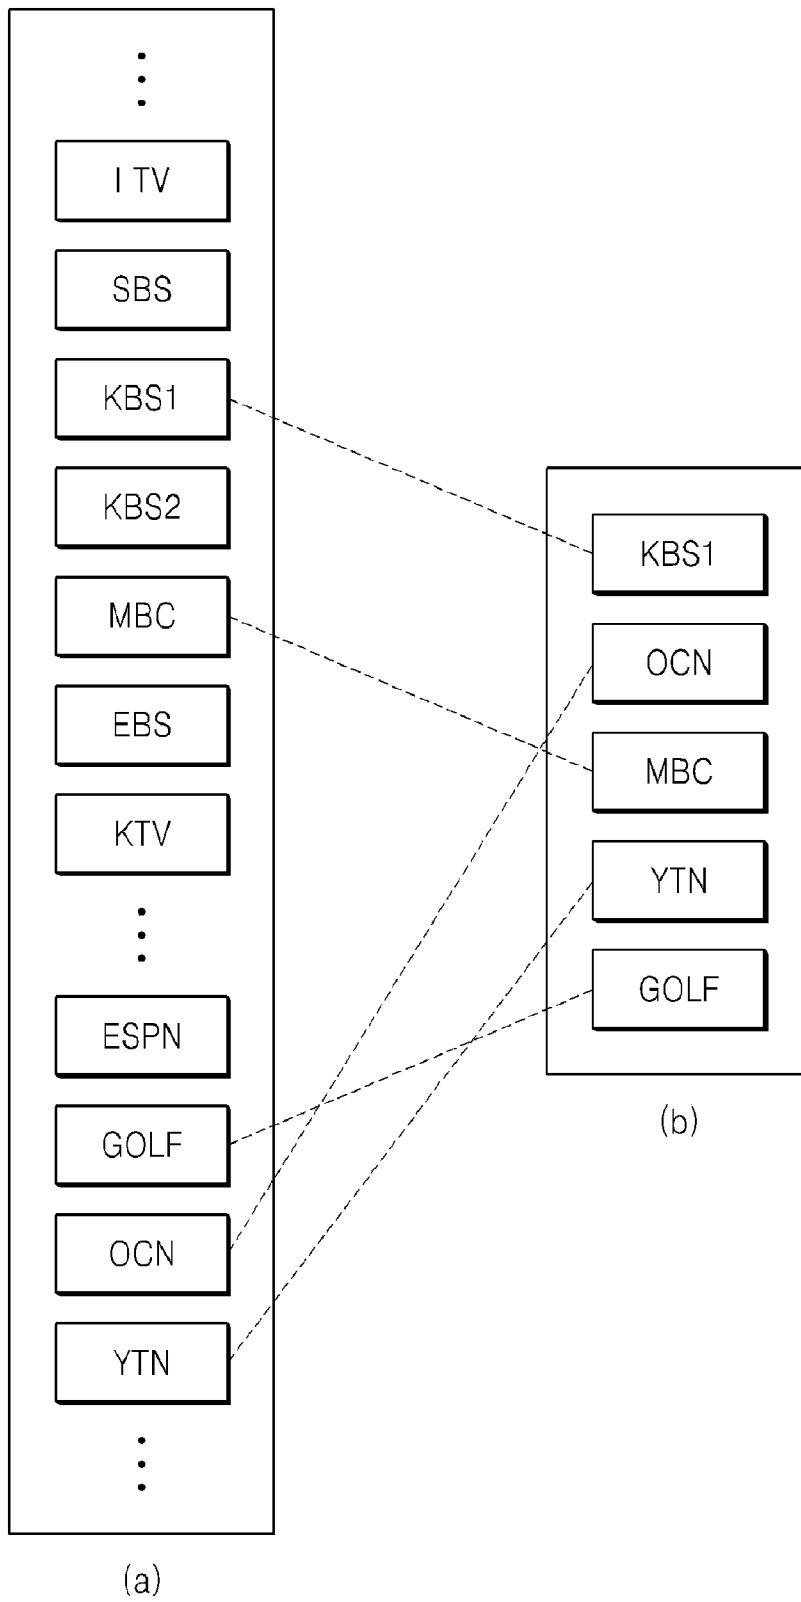 I TV
SBS
KBS1
KBS2
MBC
EBS
KTV
ESPN
GOLF
OCN
YTN
(a)
KBS1
OCN
MBC
YTN
GOLF
(b)